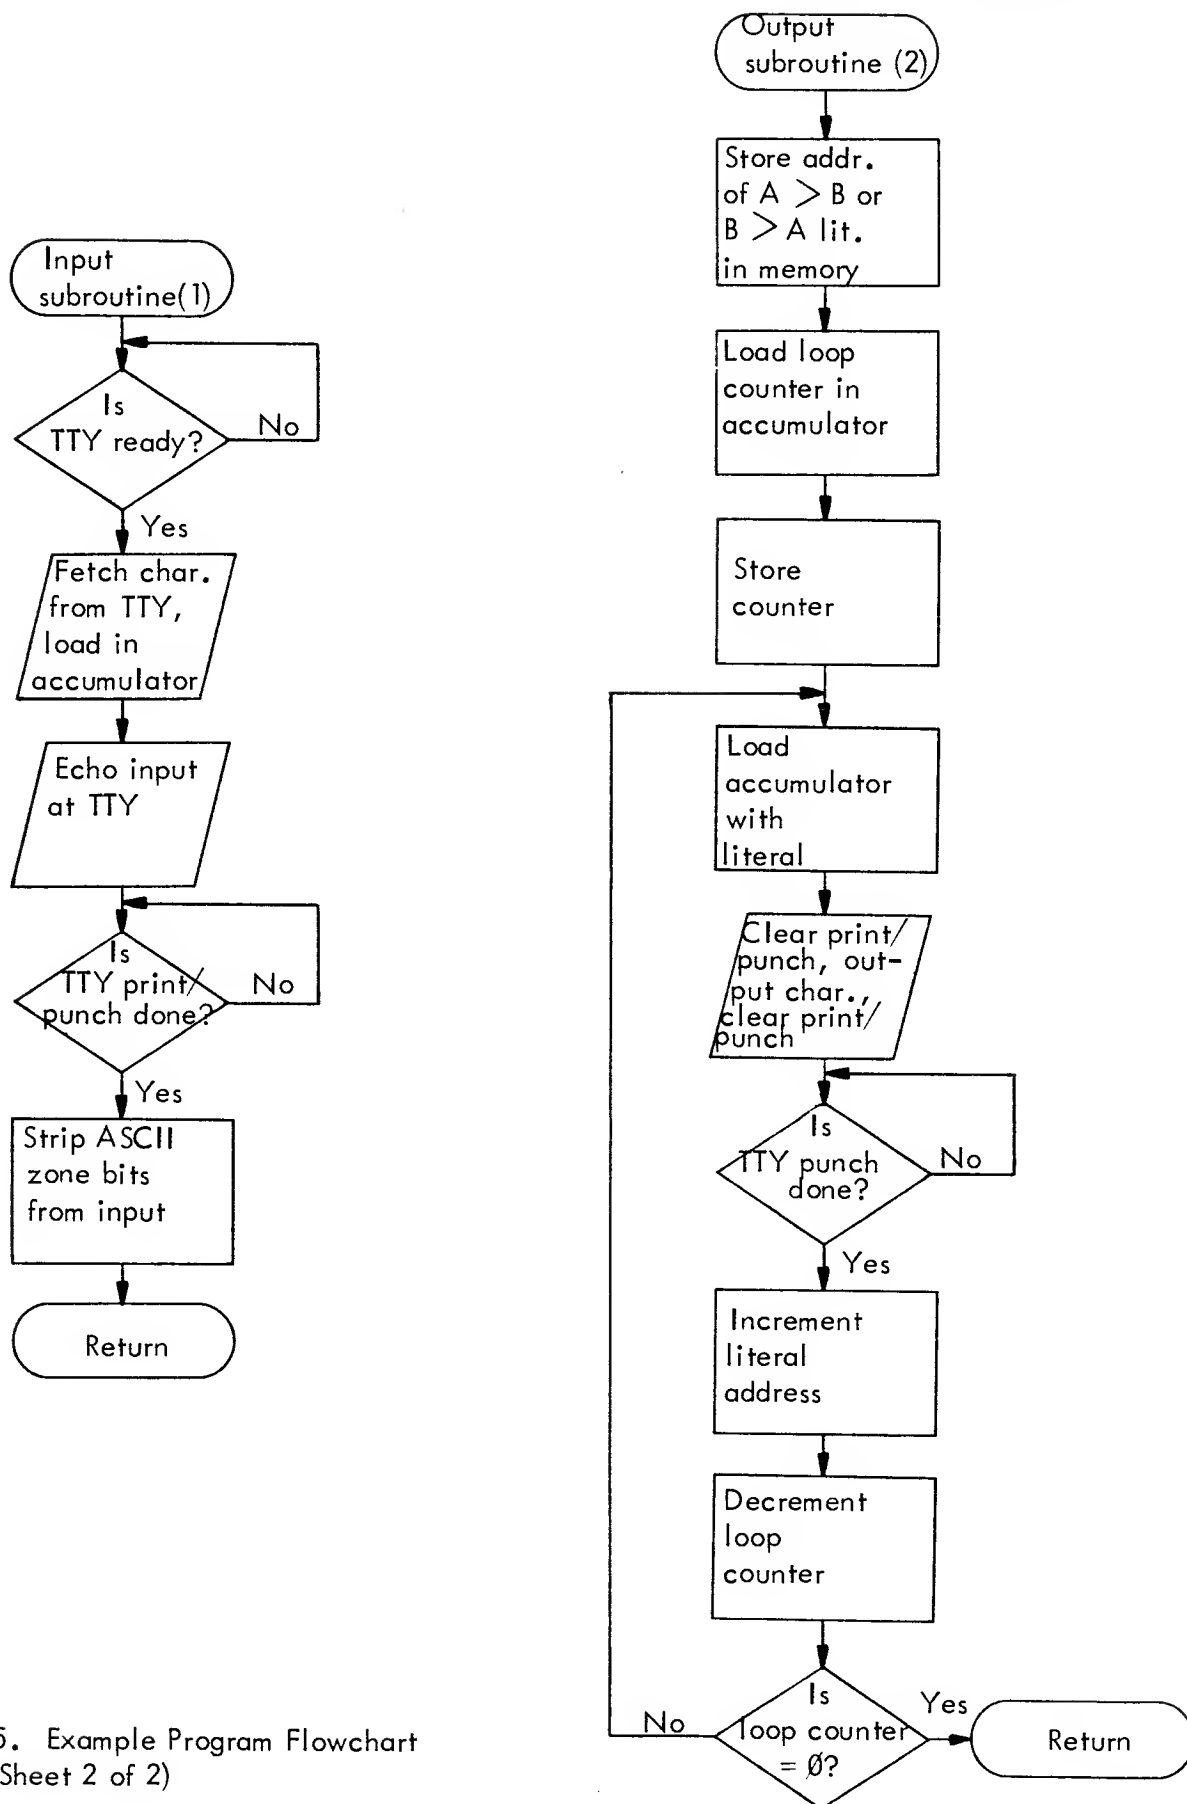 Input
subroutine(1)
Is
TTY ready?
No
Yes
Fetch char.
from TTY,
load in
accumulator
Echo input
at TTY
Is
TTY print/
punch done?
No
Yes
Strip ASCII
zone bits
from input
Return
Output
subroutine (2)
Store addr.
of A > B or
B > A lit.
in memory
Load loop
counter in
accumulator
Store
counter
Load
accumulator
with
literal
Clear print/
punch, out-
put char.,
clear print/
punch
Is
TTY punch
done?
No
Yes
Increment
literal
address
Decrement
loop
counter
Is
loop counter
= Ø?
No
Yes
Return
. Example Program Flowchart
Sheet 2 of 2)